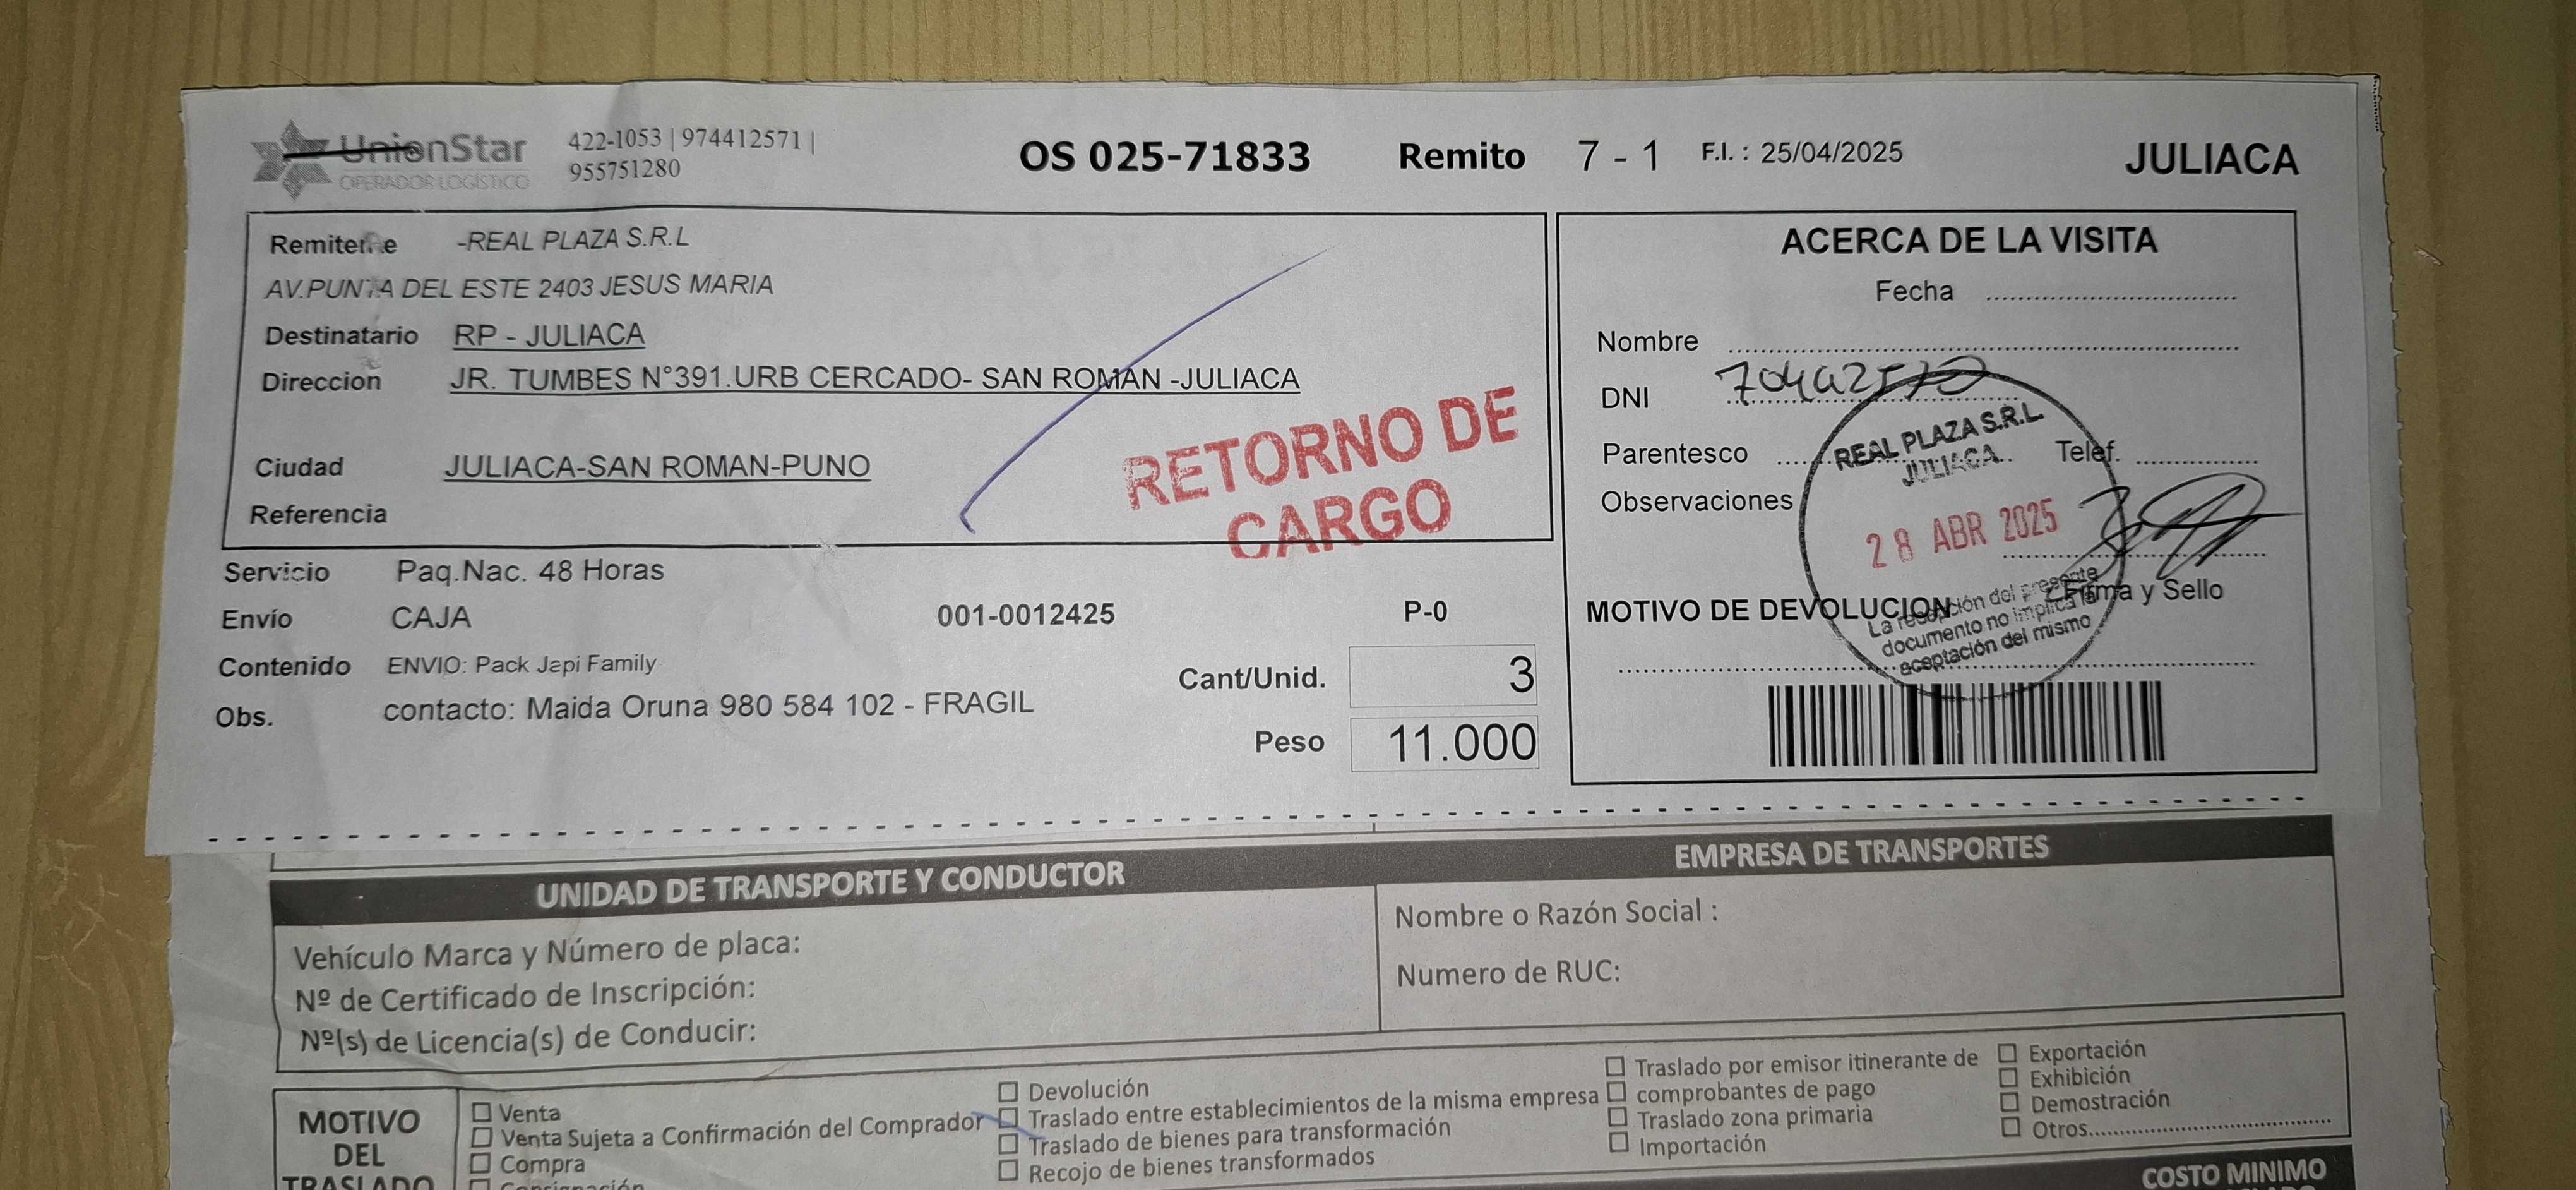 UnionStar
OPERADOR LOGÍSTICO
422-1053 | 974412571 |
955751280
OS 025-71833 Remito 7 - 1 F.I. : 25/04/2025 JULIACA
Remitente -REAL PLAZA S.R.L
AV.PUNTA DEL ESTE 2403 JESUS MARIA
Destinatario RP - JULIACA
Direccion JR. TUMBES N°391.URB CERCADO- SAN ROMAN -JULIACA
Ciudad JULIACA-SAN ROMAN-PUNO
Referencia
RETORNO DE
CARGO
Servicio Paq.Nac. 48 Horas
Envío CAJA 001-0012425 P-0
Contenido ENVIO: Pack Japi Family
Cant/Unid. 3
Obs. contacto: Maida Oruna 980 584 102 - FRAGIL
Peso 11.000
ACERCA DE LA VISITA
Fecha
Nombre
DNI
Parentesco Telef.
Observaciones
REAL PLAZA S.R.L.
JULIACA
28 ABR 2025
La recepción del presente
documento no implica la
aceptación del mismo
Firma y Sello
MOTIVO DE DEVOLUCION
UNIDAD DE TRANSPORTE Y CONDUCTOR
Vehículo Marca y Número de placa:
Nº de Certificado de Inscripción:
Nº(s) de Licencia(s) de Conducir:
EMPRESA DE TRANSPORTES
Nombre o Razón Social :
Numero de RUC:
MOTIVO
DEL
TRASLADO
Venta
Venta Sujeta a Confirmación del Comprador
Compra
Consignación
Devolución
Traslado entre establecimientos de la misma empresa
Traslado de bienes para transformación
Recojo de bienes transformados
Traslado por emisor itinerante de
comprobantes de pago
Traslado zona primaria
Importación
Exportación
Exhibición
Demostración
Otros
COSTO MINIMO